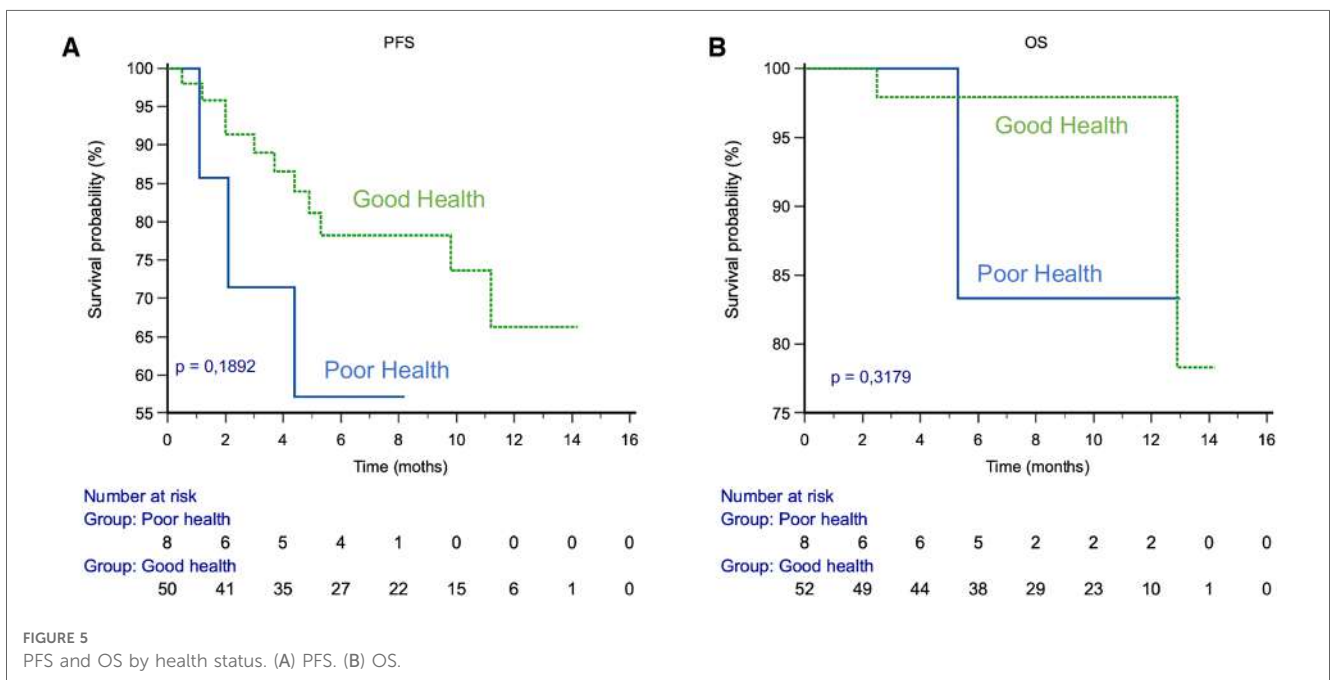 A
PFS
100
95
90
85
80
75
70
65
60
55
Survival probability (%)
Good Health
Poor Health
p = 0,1892
0 2 4 6 8 10 12 14 16
Time (moths)
Number at risk
Group: Poor health
8 6 5 4 1 0 0 0 0
Group: Good health
50 41 35 27 22 15 6 1 0
B
OS
100
95
90
85
80
75
Survival probability (%)
Good Health
Poor Health
p = 0,3179
0 2 4 6 8 10 12 14 16
Time (months)
Number at risk
Group: Poor health
8 6 6 5 2 2 2 0 0
Group: Good health
52 49 44 38 29 23 10 1 0
FIGURE 5
PFS and OS by health status. (A) PFS. (B) OS.